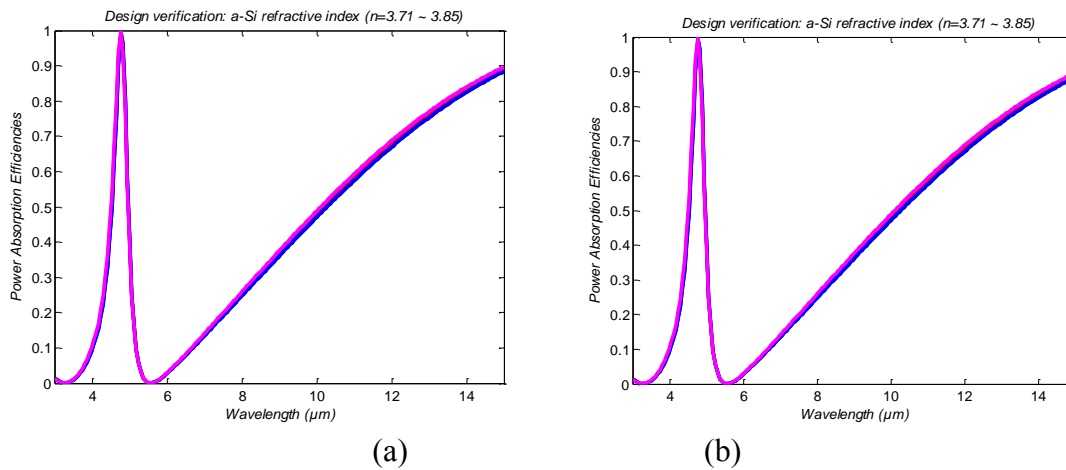 Design verification: a-Si refractive index (n=3.71 ~ 3.85)
1
0.9
0.8
0.7
0.6
0.5
0.4
0.3
0.2
0.1
0
Power Absorption Efficiencies
4 6 8 10 12 14
Wavelength (µm)
(a)
Design verification: a-Si refractive index (n=3.71 ~ 3.85)
1
0.9
0.8
0.7
0.6
0.5
0.4
0.3
0.2
0.1
0
Power Absorption Efficiencies
4 6 8 10 12 14
Wavelength (µm)
(b)